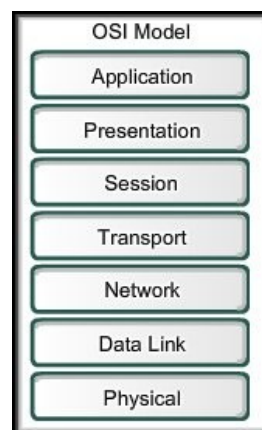 OSI Model
Application
Presentation
Session
Transport
Network
Data Link
Physical